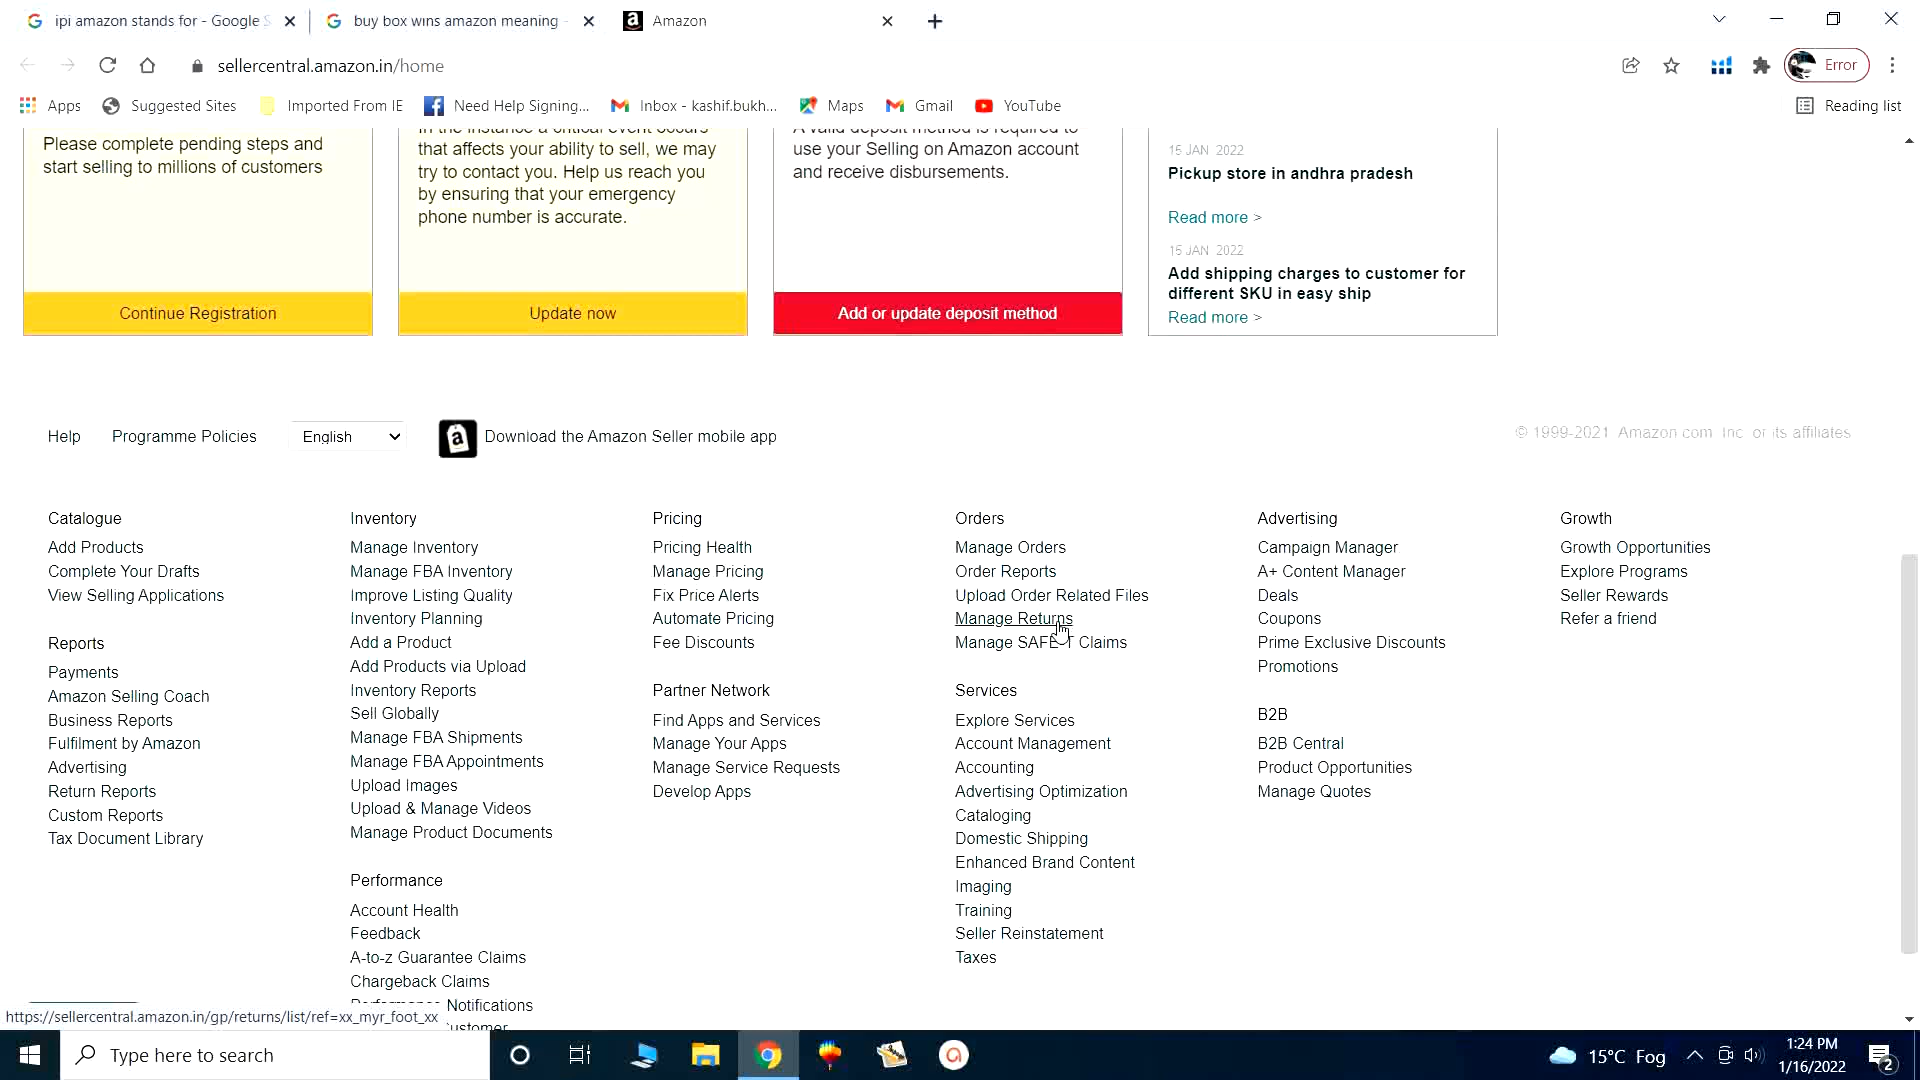 ipi amazon stands for - Google S
buy box wins amazon meaning -
Amazon
sellercentral.amazon.in/home
Error
Apps
Suggested Sites
Imported From IE
Need Help Signing...
Inbox - kashif.bukh...
Maps
Gmail
YouTube
Reading list
Please complete pending steps and
start selling to millions of customers
Continue Registration
In the instance a critical event occurs
that affects your ability to sell, we may
try to contact you. Help us reach you
by ensuring that your emergency
phone number is accurate.
Update now
A valid deposit method is required to
use your Selling on Amazon account
and receive disbursements.
Add or update deposit method
15 JAN 2022
Pickup store in andhra pradesh
Read more >
15 JAN 2022
Add shipping charges to customer for
different SKU in easy ship
Read more >
Help
Programme Policies
English
Download the Amazon Seller mobile app
© 1999-2021 Amazon.com Inc. or its affiliates
Catalogue
Add Products
Complete Your Drafts
View Selling Applications
Reports
Payments
Amazon Selling Coach
Business Reports
Fulfilment by Amazon
Advertising
Return Reports
Custom Reports
Tax Document Library
Inventory
Manage Inventory
Manage FBA Inventory
Improve Listing Quality
Inventory Planning
Add a Product
Add Products via Upload
Inventory Reports
Sell Globally
Manage FBA Shipments
Manage FBA Appointments
Upload Images
Upload & Manage Videos
Manage Product Documents
Performance
Account Health
Feedback
A-to-z Guarantee Claims
Chargeback Claims
Performance Notifications
Pricing
Pricing Health
Manage Pricing
Fix Price Alerts
Automate Pricing
Fee Discounts
Partner Network
Find Apps and Services
Manage Your Apps
Manage Service Requests
Develop Apps
Orders
Manage Orders
Order Reports
Upload Order Related Files
Manage Returns
Manage SAFE-T Claims
Services
Explore Services
Account Management
Accounting
Advertising Optimization
Cataloging
Domestic Shipping
Enhanced Brand Content
Imaging
Training
Seller Reinstatement
Taxes
Advertising
Campaign Manager
A+ Content Manager
Deals
Coupons
Prime Exclusive Discounts
Promotions
B2B
B2B Central
Product Opportunities
Manage Quotes
Growth
Growth Opportunities
Explore Programs
Seller Rewards
Refer a friend
https://sellercentral.amazon.in/gp/returns/list/ref=xx_myr_foot_xx
Type here to search
15°C Fog
1:24 PM
1/16/2022
2